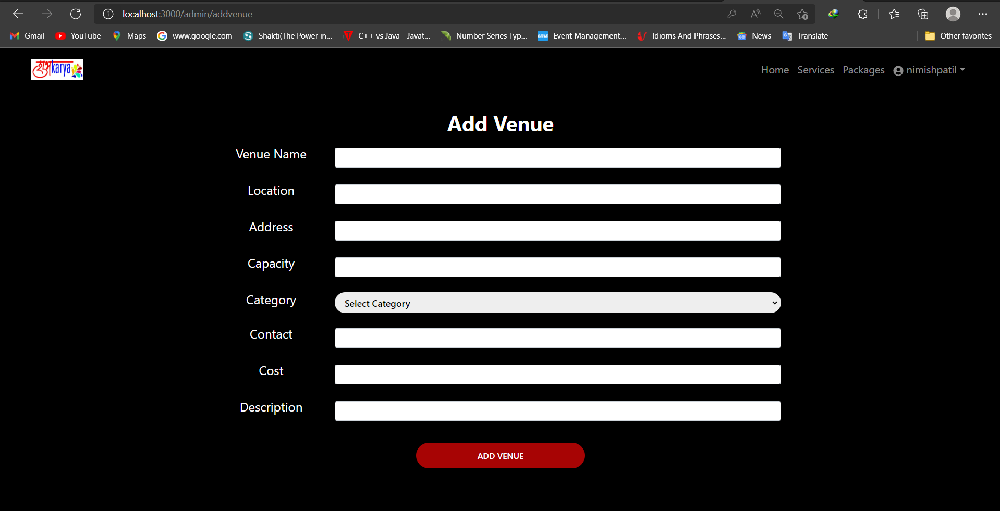 localhost:3000/admin/addvenue
Gmail YouTube Maps www.google.com Shakti(The Power in... C++ vs Java - Javat... Number Series Typ... Event Management... Idioms And Phrases... News Translate Other favorites
शुभkarya
Home Services Packages nimishpatil
Add Venue
Venue Name
Location
Address
Capacity
Category Select Category
Contact
Cost
Description
ADD VENUE